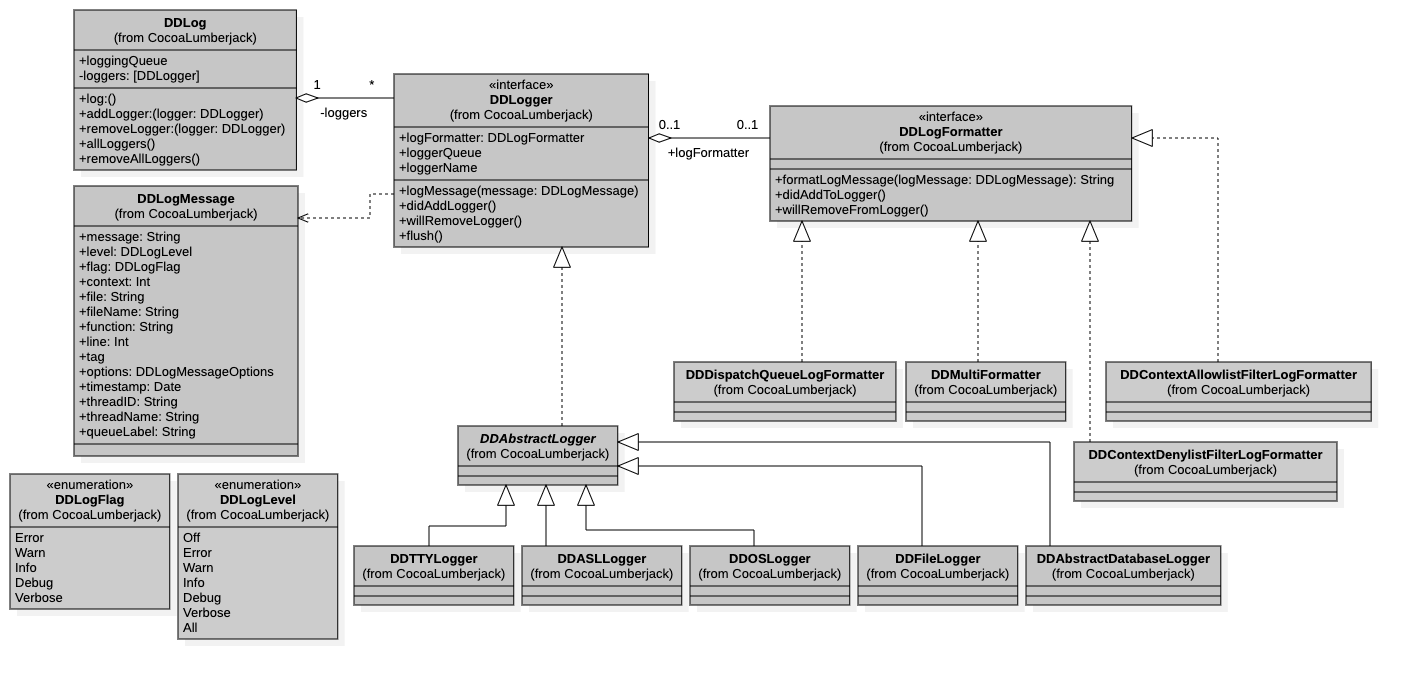 DDLog
(from CocoaLumberjack)
+loggingQueue
-loggers: [DDLogger]
+log:()
+addLogger:(logger: DDLogger)
+removeLogger:(logger: DDLogger)
+allLoggers()
+removeAllLoggers()
1
*
-loggers
«interface»
DDLogger
(from CocoaLumberjack)
+logFormatter: DDLogFormatter
+loggerQueue
+loggerName
+logMessage(message: DDLogMessage)
+didAddLogger()
+willRemoveLogger()
+flush()
0..1
0..1
+logFormatter
«interface»
DDLogFormatter
(from CocoaLumberjack)
+formatLogMessage(logMessage: DDLogMessage): String
+didAddToLogger()
+willRemoveFromLogger()
DDLogMessage
(from CocoaLumberjack)
+message: String
+level: DDLogLevel
+flag: DDLogFlag
+context: Int
+file: String
+fileName: String
+function: String
+line: Int
+tag
+options: DDLogMessageOptions
+timestamp: Date
+threadID: String
+threadName: String
+queueLabel: String
DDDispatchQueueLogFormatter
(from CocoaLumberjack)
DDMultiFormatter
(from CocoaLumberjack)
DDContextAllowlistFilterLogFormatter
(from CocoaLumberjack)
DDContextDenylistFilterLogFormatter
(from CocoaLumberjack)
DDAbstractLogger
(from CocoaLumberjack)
«enumeration»
DDLogFlag
(from CocoaLumberjack)
Error
Warn
Info
Debug
Verbose
«enumeration»
DDLogLevel
(from CocoaLumberjack)
Off
Error
Warn
Info
Debug
Verbose
All
DDTTYLogger
(from CocoaLumberjack)
DDASLLogger
(from CocoaLumberjack)
DDOSLogger
(from CocoaLumberjack)
DDFileLogger
(from CocoaLumberjack)
DDAbstractDatabaseLogger
(from CocoaLumberjack)